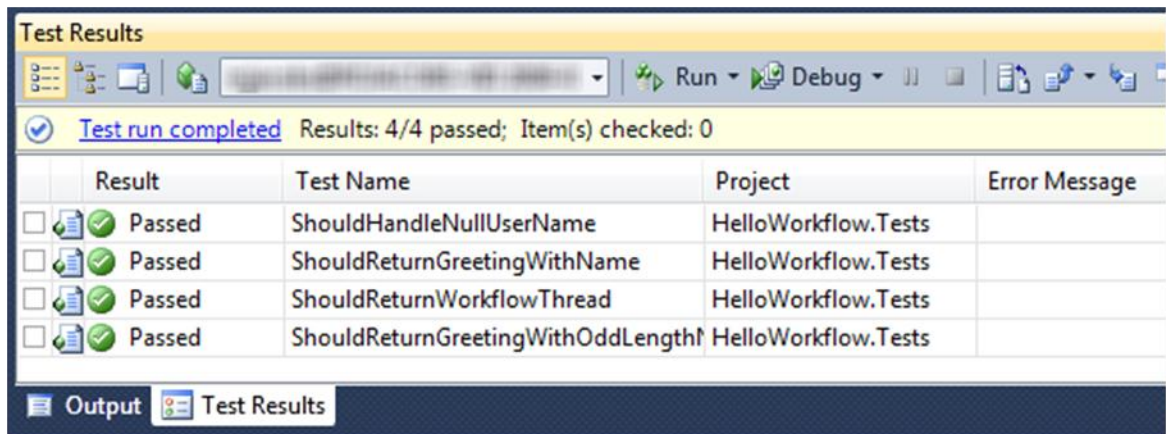 Test Results
Run Debug
Test run completed Results: 4/4 passed; Item(s) checked: 0
Result Test Name Project Error Message
Passed ShouldHandleNullUserName HelloWorkflow.Tests
Passed ShouldReturnGreetingWithName HelloWorkflow.Tests
Passed ShouldReturnWorkflowThread HelloWorkflow.Tests
Passed ShouldReturnGreetingWithOddLengthN HelloWorkflow.Tests
Output Test Results